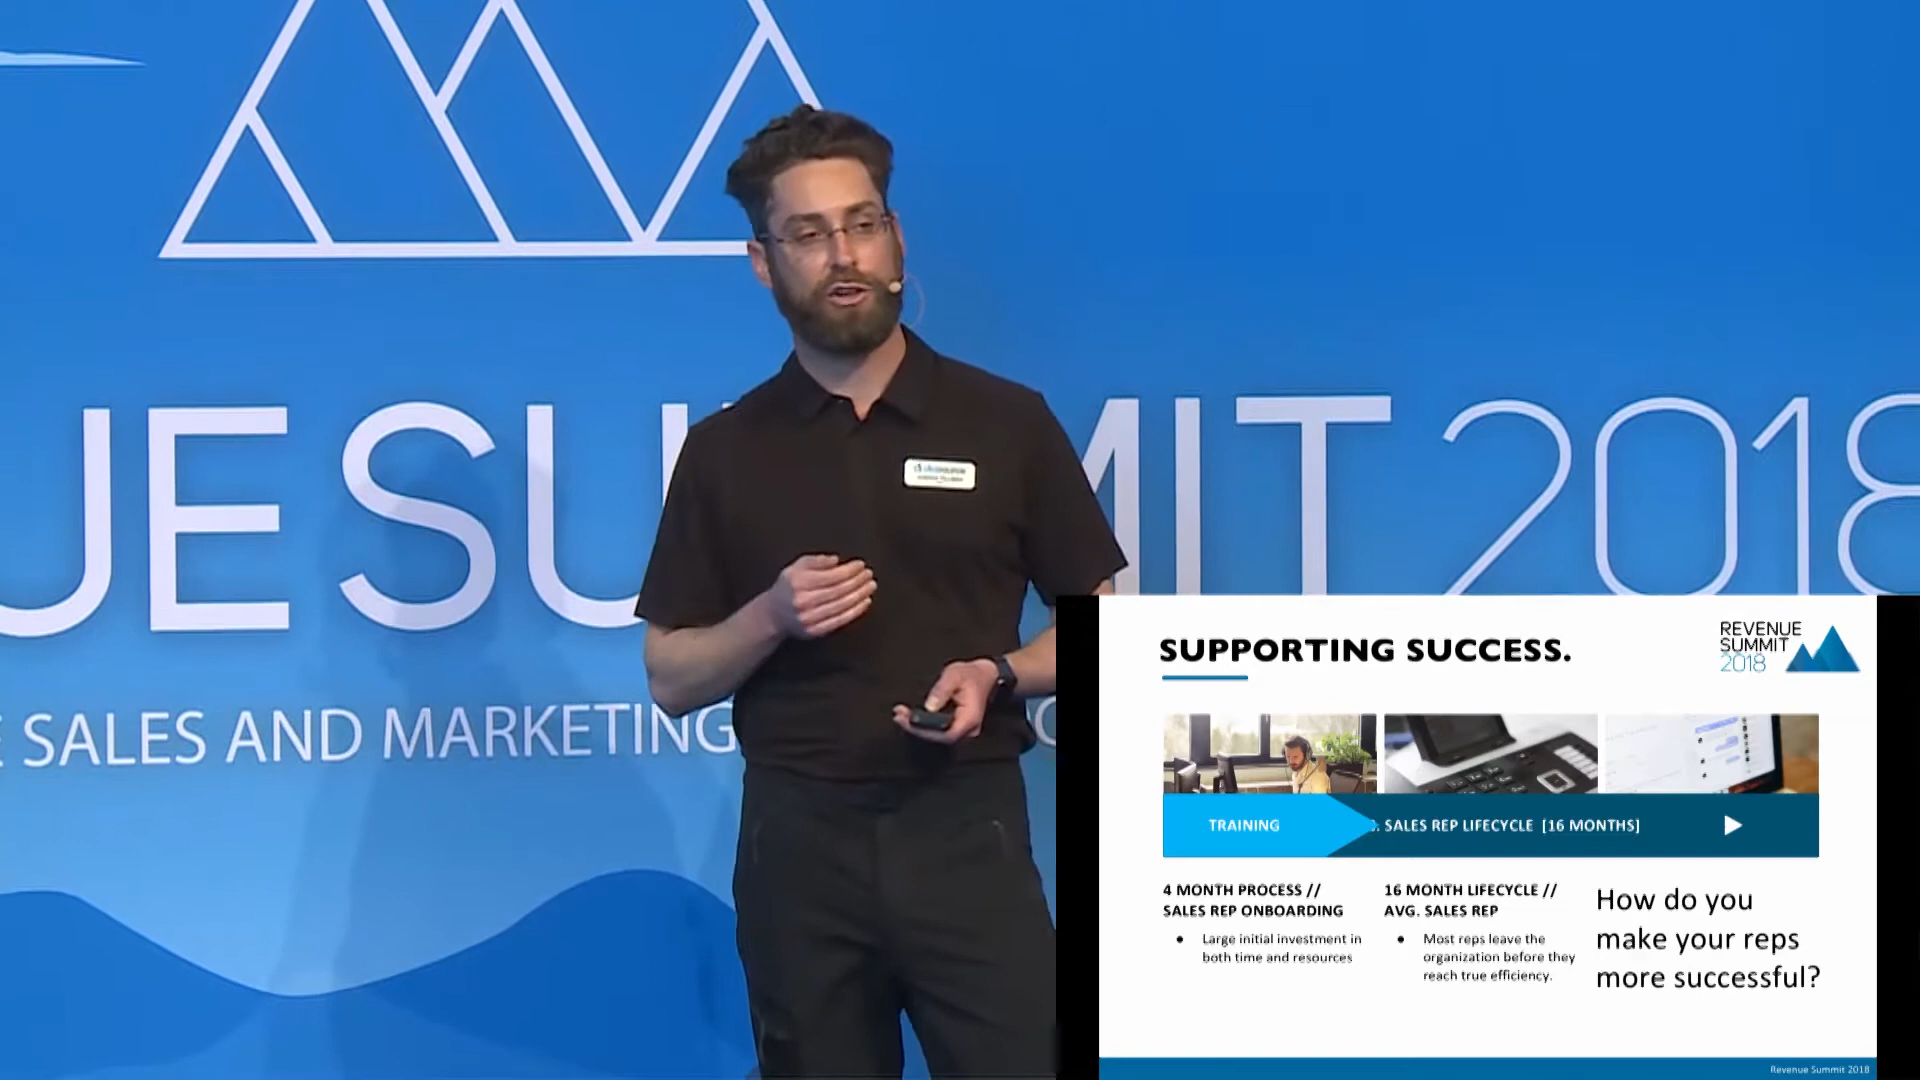 UE SU MIT 2018
E SALES AND MARKETING
SUPPORTING SUCCESS.
REVENUE
SUMMIT
2018
TRAINING
. SALES REP LIFECYCLE [16 MONTHS]
4 MONTH PROCESS //
SALES REP ONBOARDING
● Large initial investment in
both time and resources
16 MONTH LIFECYCLE //
AVG. SALES REP
● Most reps leave the
organization before they
reach true efficiency.
How do you
make your reps
more successful?
Revenue Summit 2018